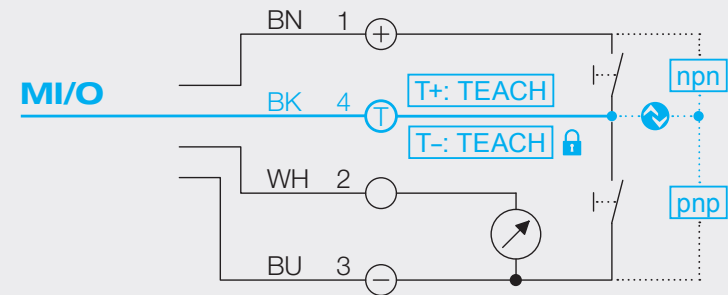 BN 1 +
npn
MI/O
BK 4 T T+: TEACH
T–: TEACH
WH 2
pnp
BU 3 –